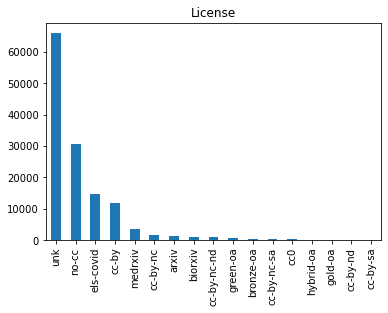 License
60000
50000
40000
30000
20000
10000
0
unk
no-cc
els-covid
cc-by
medrxiv
cc-by-nc
arxiv
biorxiv
cc-by-nc-nd
green-oa
bronze-oa
cc-by-nc-sa
cc0
hybrid-oa
gold-oa
cc-by-nd
cc-by-sa